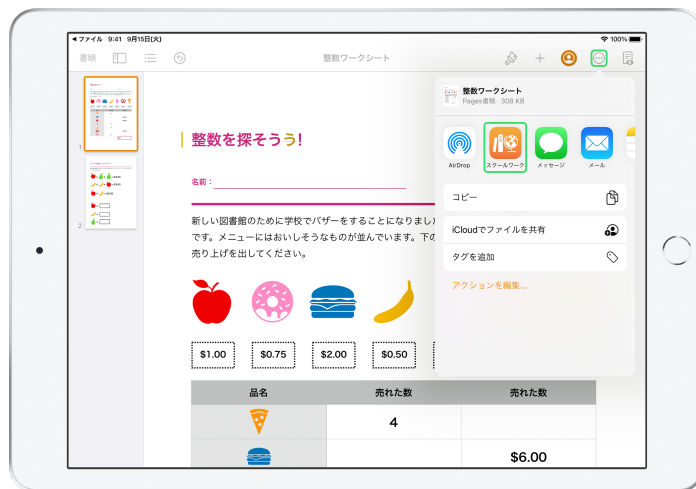 ◀ファイル 9:41 9月15日(火)
100%
書類
整数ワークシート
整数ワークシート
Pages書類・308 KB
AirDrop
スクールワーク
メッセージ
メール
コピー
iCloudでファイルを共有
タグを追加
アクションを編集...
1
2
整数を探そうう!
名前:
新しい図書館のために学校でバザーをすることになりまし
です。メニューにはおいしそうなものが並んでいます。下の
売り上げを出してください。
$1.00 $0.75 $2.00 $0.50
品名 売れた数 売れた数
4
$6.00